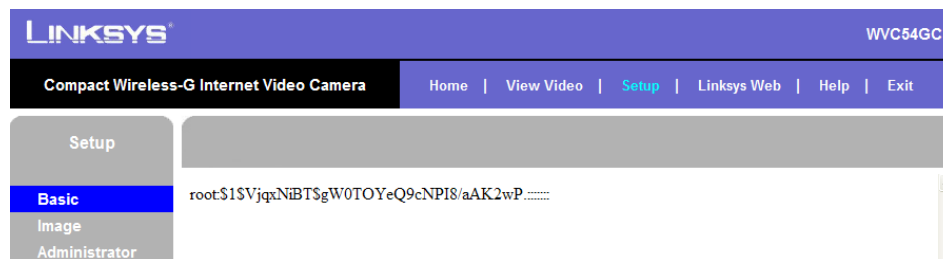 LINKSYS®
WVC54GC
Compact Wireless-G Internet Video Camera
Home | View Video | Setup | Linksys Web | Help | Exit
Setup
Basic
root:$1$VjqxNiBT$gW0TOYeQ9cNPI8/aAK2wP.:::::::
Image
Administrator